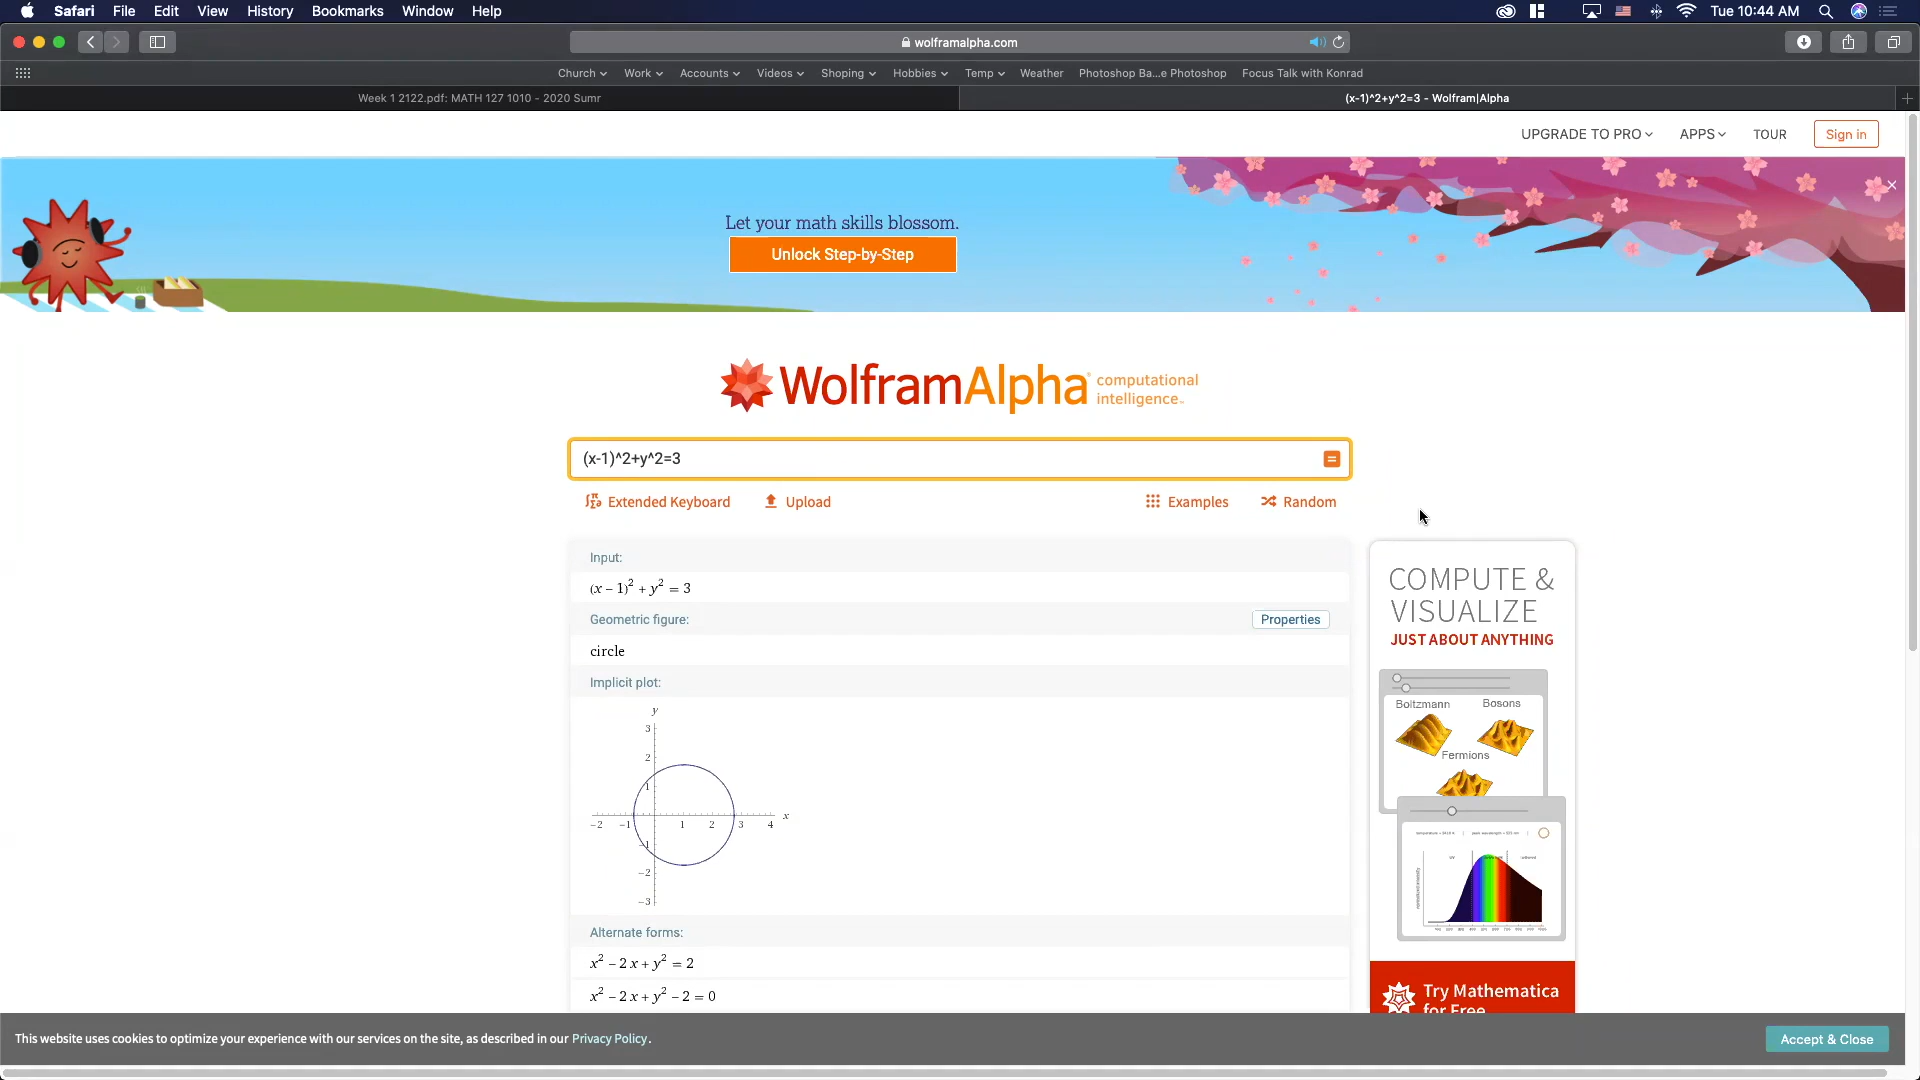 Safari File Edit View History Bookmarks Window Help
Tue 10:44 AM
wolframalpha.com
Church Work Accounts Videos Shoping Hobbies Temp Weather Photoshop Ba...e Photoshop Focus Talk with Konrad
Week 1 2122.pdf: MATH 127 1010 - 2020 Sumr
(x-1)^2+y^2=3 - Wolfram|Alpha
UPGRADE TO PRO APPS TOUR Sign in
Let your math skills blossom.
Unlock Step-by-Step
WolframAlpha computational
intelligence
(x-1)^2+y^2=3 =
Extended Keyboard Upload Examples Random
Input:
(x − 1)² + y² = 3
Geometric figure: Properties
circle
Implicit plot:
y
3
2
1
-2 -1 1 2 3 4 x
-1
-2
-3
Alternate forms:
x² − 2 x + y² = 2
x² − 2 x + y² − 2 = 0
COMPUTE &
VISUALIZE
JUST ABOUT ANYTHING
Boltzmann Bosons
Fermions
Try Mathematica
for Free
This website uses cookies to optimize your experience with our services on the site, as described in our Privacy Policy.
Accept & Close